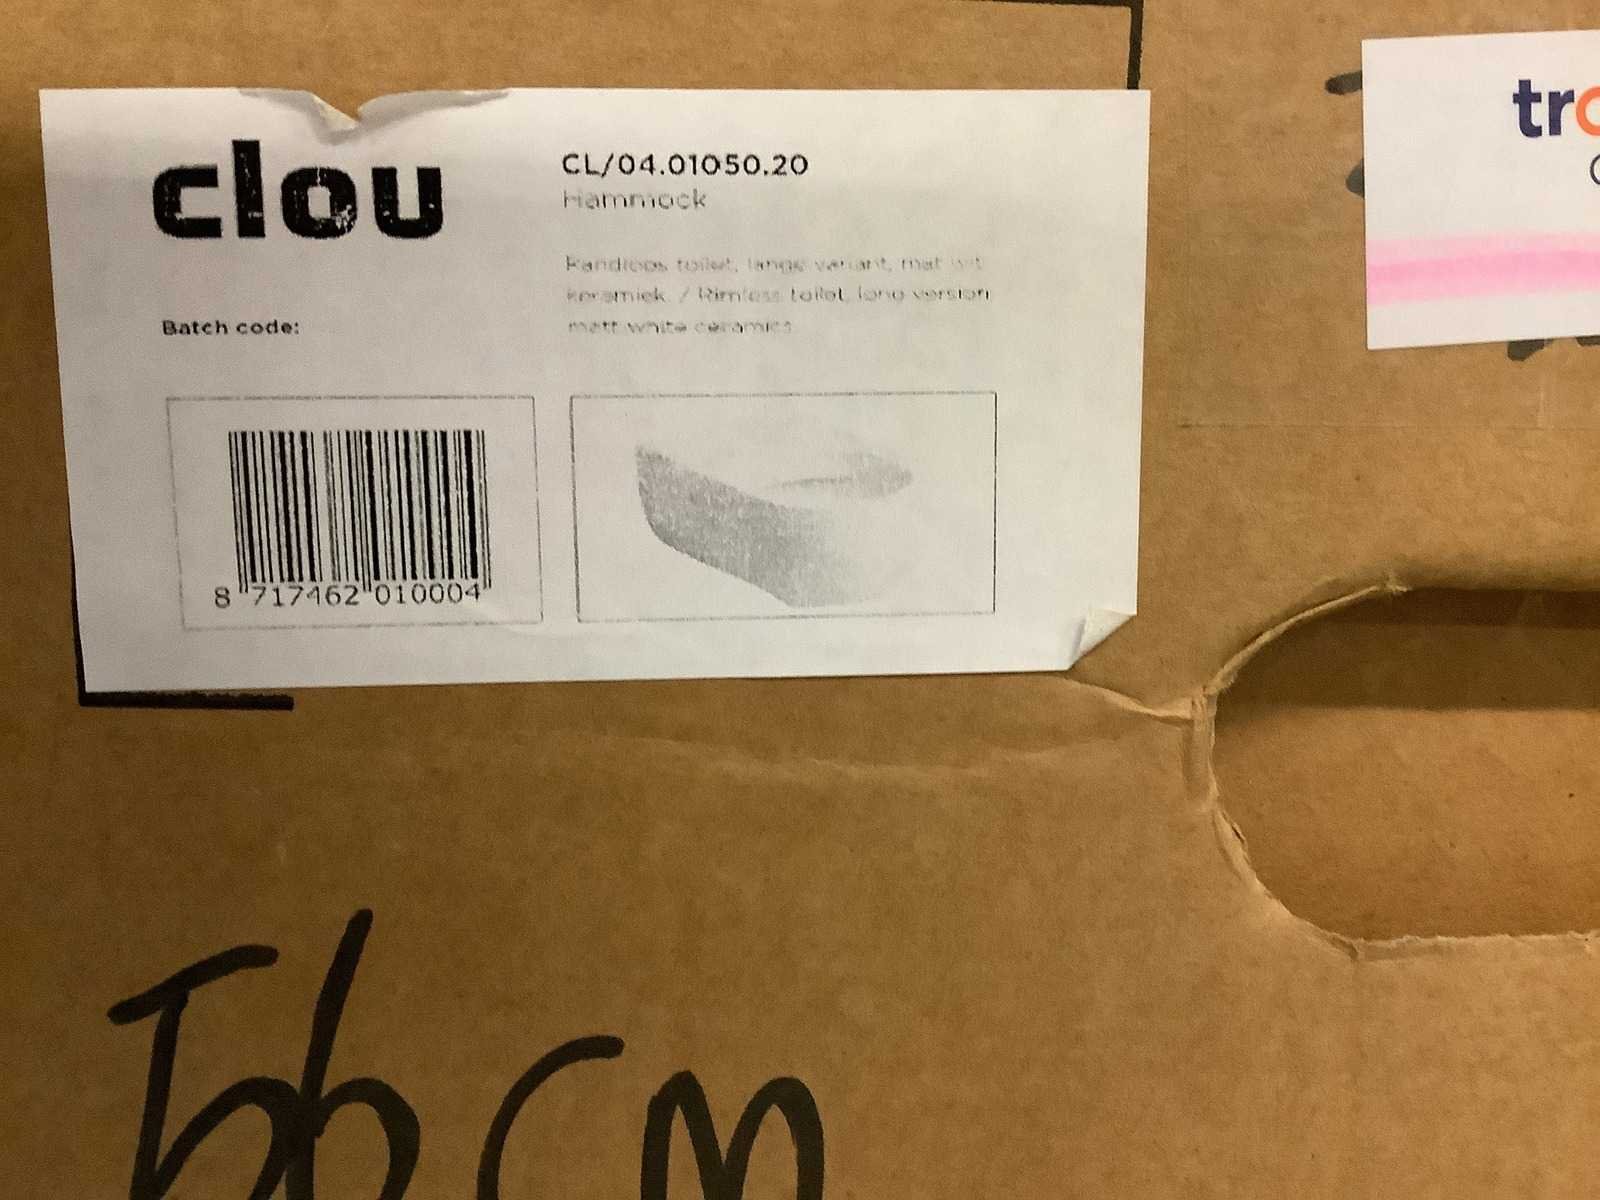 clou
CL/04.01050.20
Hammock
Randloos toilet, lange variant, mat wit
keramiek. / Rimless toilet, long version
matt white ceramics
Batch code:
8 717462 010004
tro
56 cm